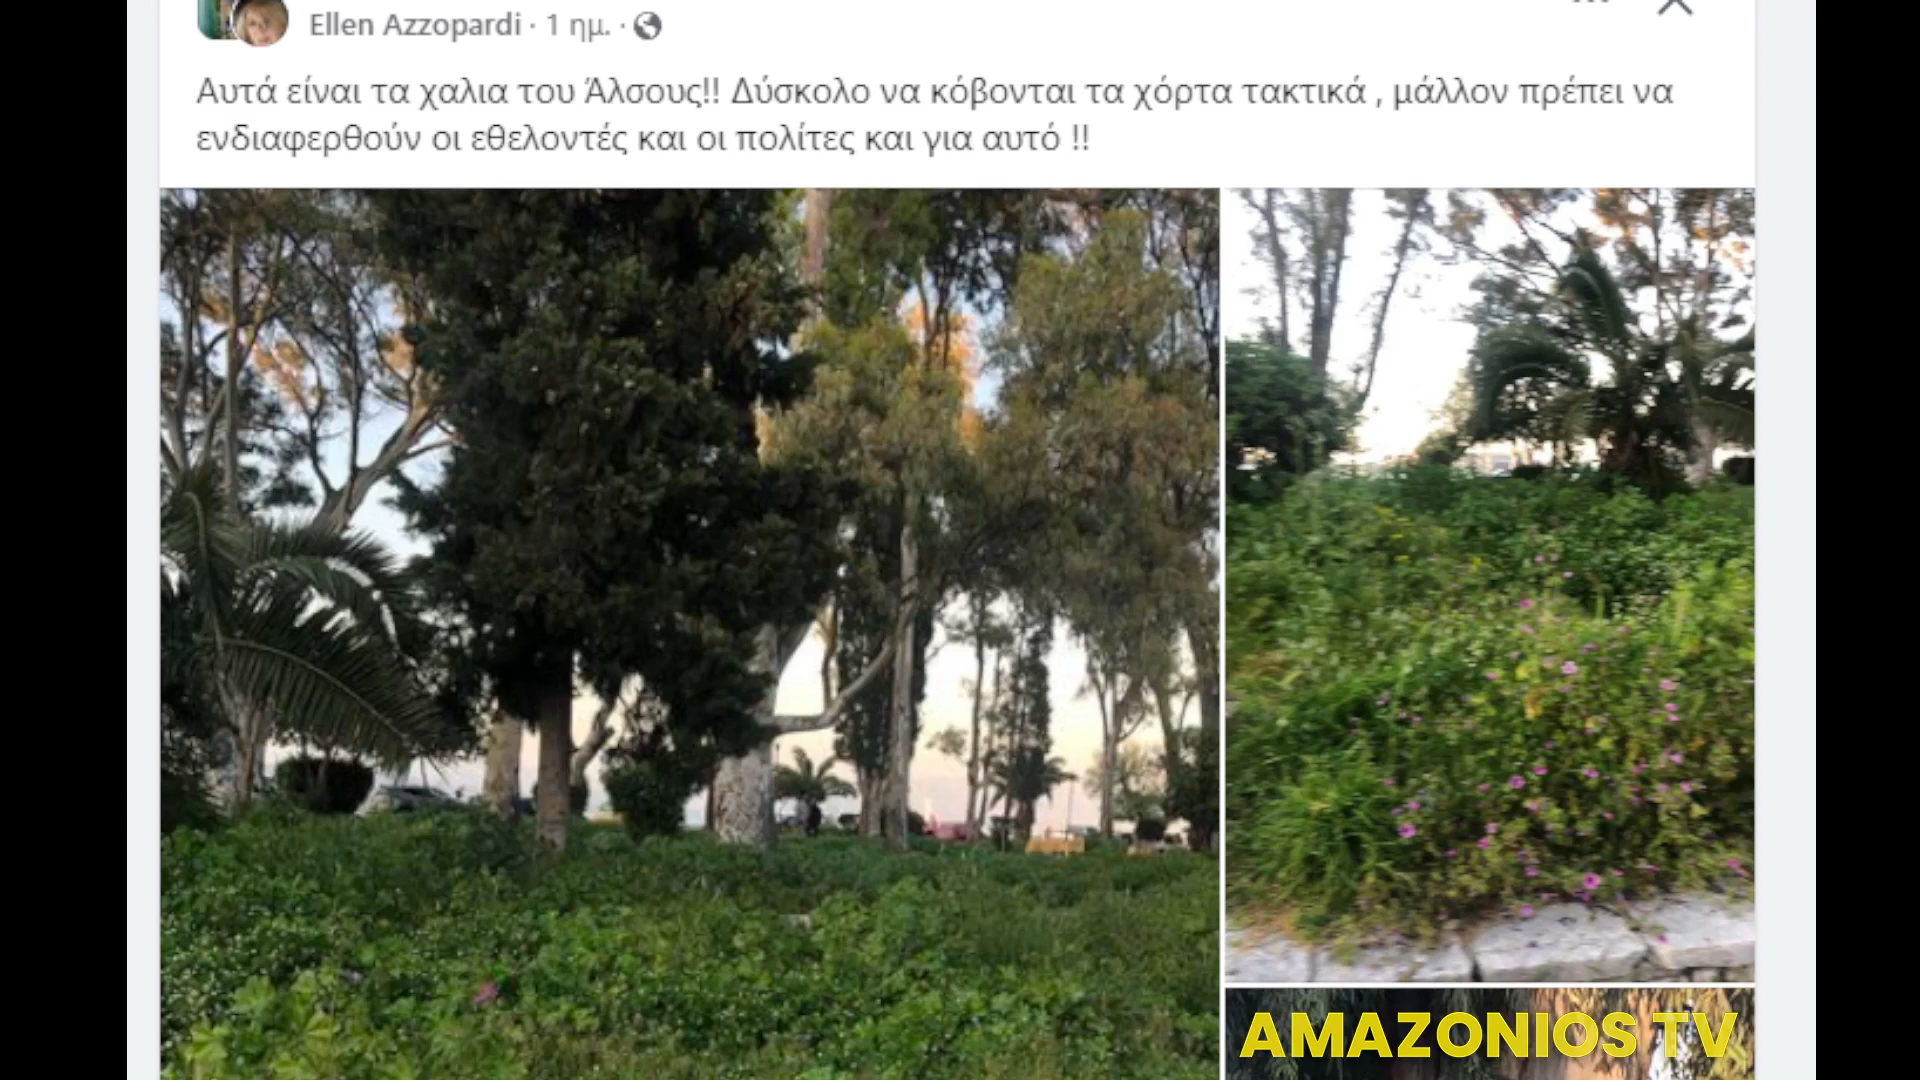 Ellen Azzopardi · 1 ημ. ·
Αυτά είναι τα χαλια του Άλσους!! Δύσκολο να κόβονται τα χόρτα τακτικά , μάλλον πρέπει να
ενδιαφερθούν οι εθελοντές και οι πολίτες και για αυτό !!
AMAZONIOS TV